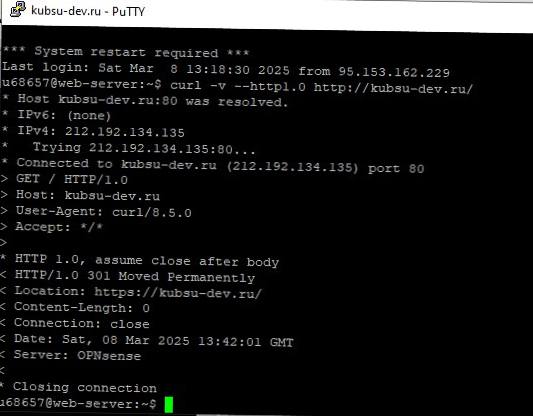 kubsu-dev.ru - PuTTY
*** System restart required ***
Last login: Sat Mar  8 13:18:30 2025 from 95.153.162.229
u68657@web-server:~$ curl -v --http1.0 http://kubsu-dev.ru/
* Host kubsu-dev.ru:80 was resolved.
* IPv6: (none)
* IPv4: 212.192.134.135
*   Trying 212.192.134.135:80...
* Connected to kubsu-dev.ru (212.192.134.135) port 80
> GET / HTTP/1.0
> Host: kubsu-dev.ru
> User-Agent: curl/8.5.0
> Accept: */*
>
* HTTP 1.0, assume close after body
< HTTP/1.0 301 Moved Permanently
< Location: https://kubsu-dev.ru/
< Content-Length: 0
< Connection: close
< Date: Sat, 08 Mar 2025 13:42:01 GMT
< Server: OPNsense
<
* Closing connection
u68657@web-server:~$